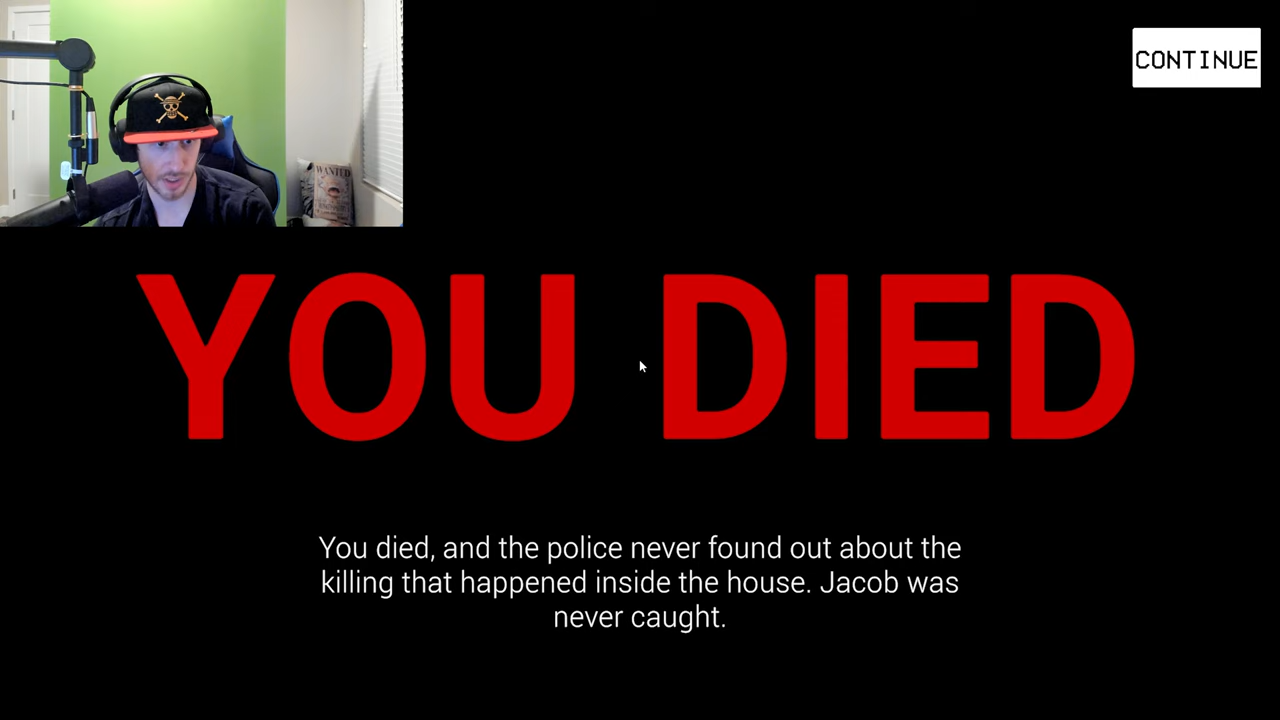 CONTINUE
WANTED
YOU DIED
You died, and the police never found out about the
killing that happened inside the house. Jacob was
never caught.